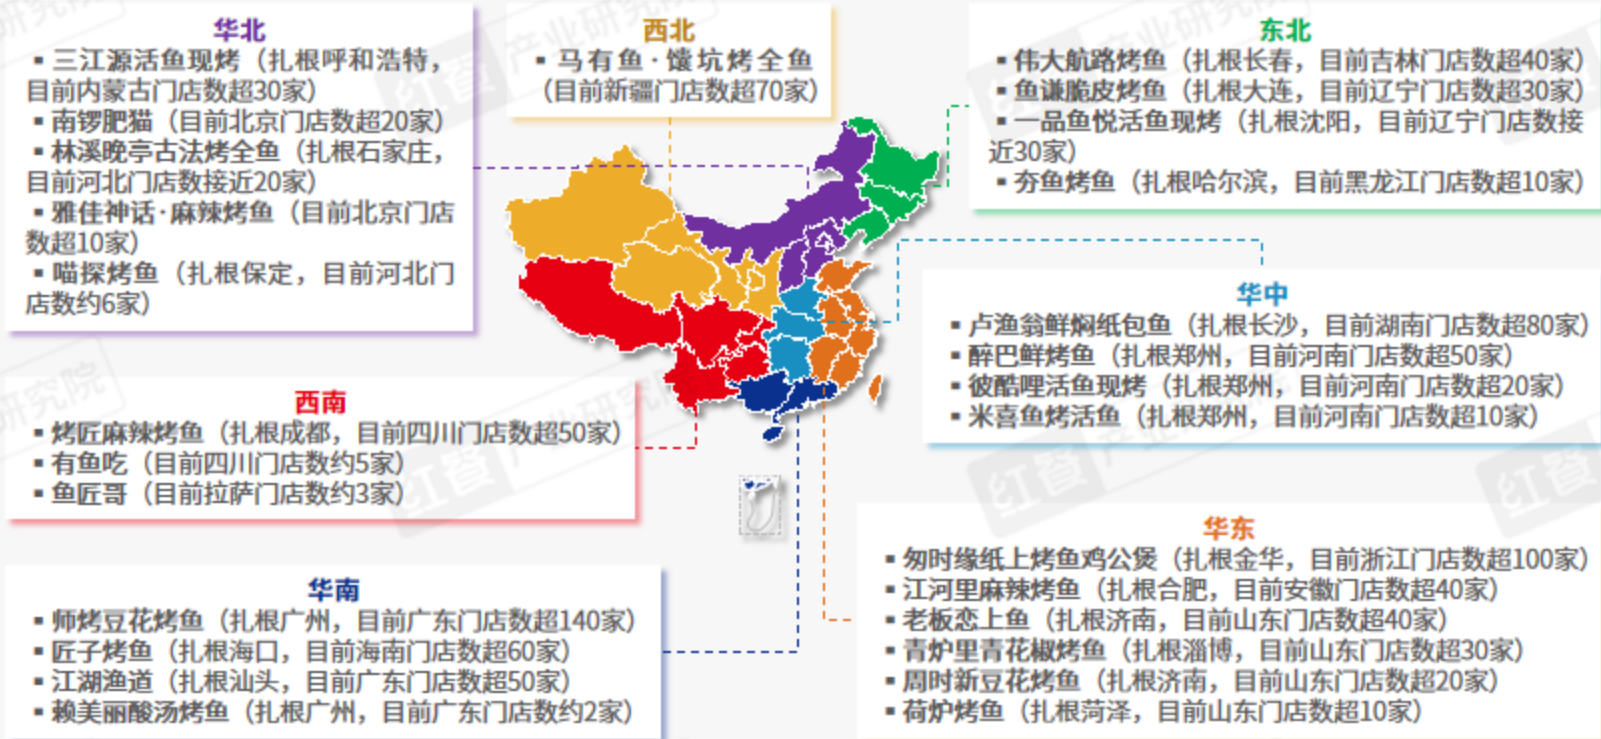 华北
▪ 三江源活鱼现烤（扎根呼和浩特，
目前内蒙古门店数超30家）
▪ 南锣肥猫（目前北京门店数超20家）
▪ 林溪晚亭古法烤全鱼（扎根石家庄，
目前河北门店数接近20家）
▪ 雅佳神话·麻辣烤鱼（目前北京门店
数超10家）
▪ 喵探烤鱼（扎根保定，目前河北门
店数约6家）
西北
▪ 马有鱼·馕坑烤全鱼
（目前新疆门店数超70家）
东北
▪ 伟大航路烤鱼（扎根长春，目前吉林门店数超40家）
▪ 鱼谦脆皮烤鱼（扎根大连，目前辽宁门店数超30家）
▪ 一品鱼悦活鱼现烤（扎根沈阳，目前辽宁门店数接
近30家）
▪ 夯鱼烤鱼（扎根哈尔滨，目前黑龙江门店数超10家）
华中
▪ 卢渔翁鲜焖纸包鱼（扎根长沙，目前湖南门店数超80家）
▪ 醉巴鲜烤鱼（扎根郑州，目前河南门店数超50家）
▪ 彼酷哩活鱼现烤（扎根郑州，目前河南门店数超20家）
▪ 米喜鱼烤活鱼（扎根郑州，目前河南门店数超10家）
西南
▪ 烤匠麻辣烤鱼（扎根成都，目前四川门店数超50家）
▪ 有鱼吃（目前四川门店数约5家）
▪ 鱼匠哥（目前拉萨门店数约3家）
华南
▪ 师烤豆花烤鱼（扎根广州，目前广东门店数超140家）
▪ 匠子烤鱼（扎根海口，目前海南门店数超60家）
▪ 江湖渔道（扎根汕头，目前广东门店数超50家）
▪ 赖美丽酸汤烤鱼（扎根广州，目前广东门店数约2家）
华东
▪ 匆时缘纸上烤鱼鸡公煲（扎根金华，目前浙江门店数超100家）
▪ 江河里麻辣烤鱼（扎根合肥，目前安徽门店数超40家）
▪ 老板恋上鱼（扎根济南，目前山东门店数超40家）
▪ 青炉里青花椒烤鱼（扎根淄博，目前山东门店数超30家）
▪ 周时新豆花烤鱼（扎根济南，目前山东门店数超20家）
▪ 荷炉烤鱼（扎根菏泽，目前山东门店数超10家）
红餐产业研究院